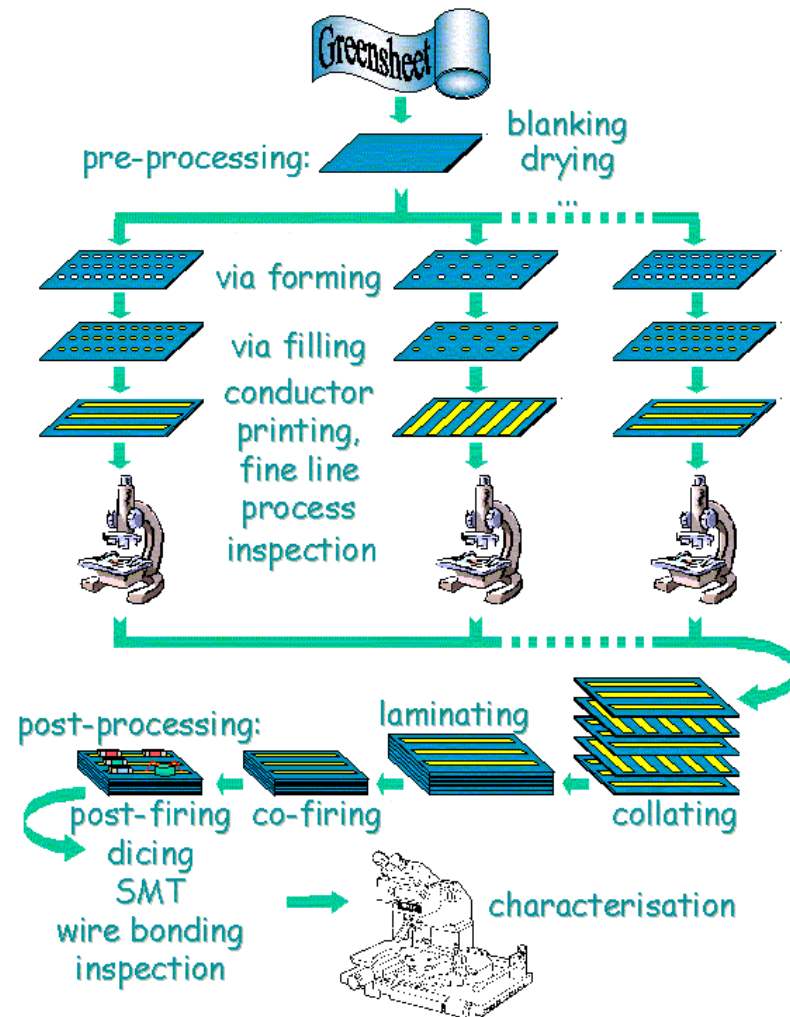 Greensheet
pre-processing:
blanking
drying
...
via forming
via filling
conductor
printing,
fine line
process
inspection
post-processing:
laminating
post-firing
co-firing
collating
dicing
SMT
wire bonding
inspection
characterisation